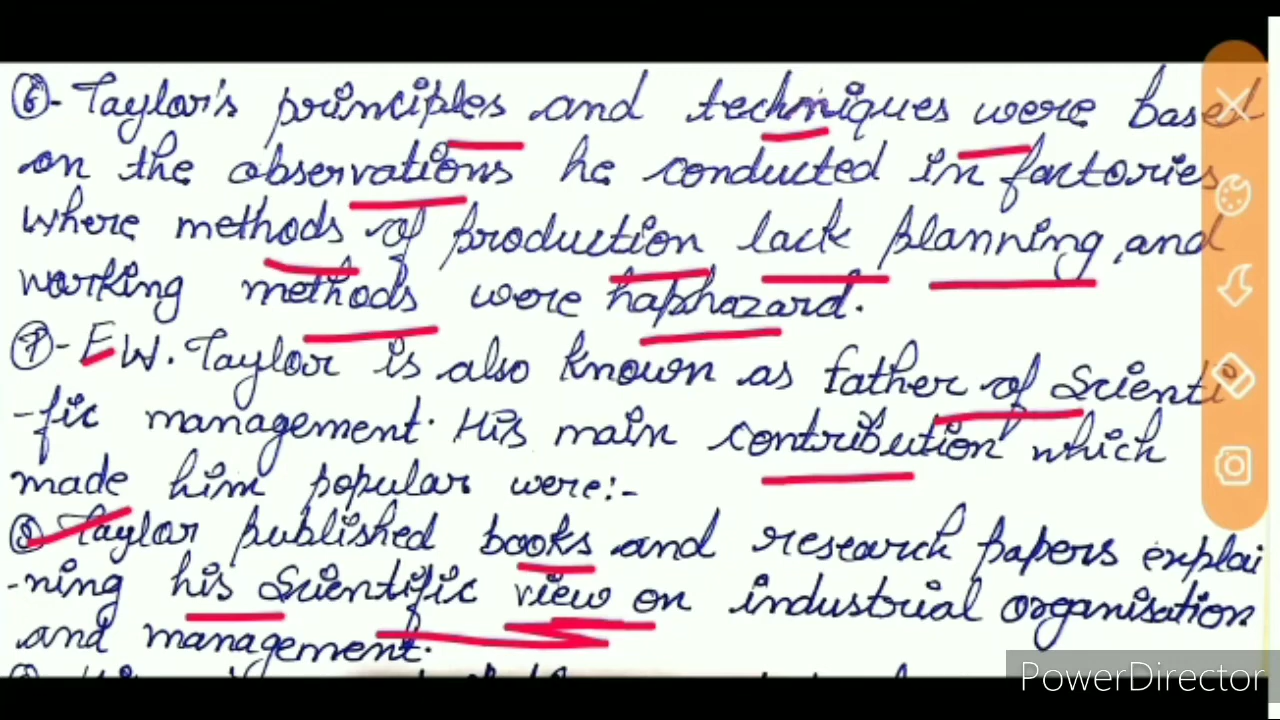 ⑥- Taylor's principles and techniques were based
on the observations he conducted in factories
where methods of production lack planning, and
working methods were haphazard.
⑦- F.W. Taylor is also known as father of Scienti
-fic management. His main contribution which
made him popular were:-
⑧ Taylor published books and research papers explai
-ning his Scientific view on industrial organisation
and management.
PowerDirector